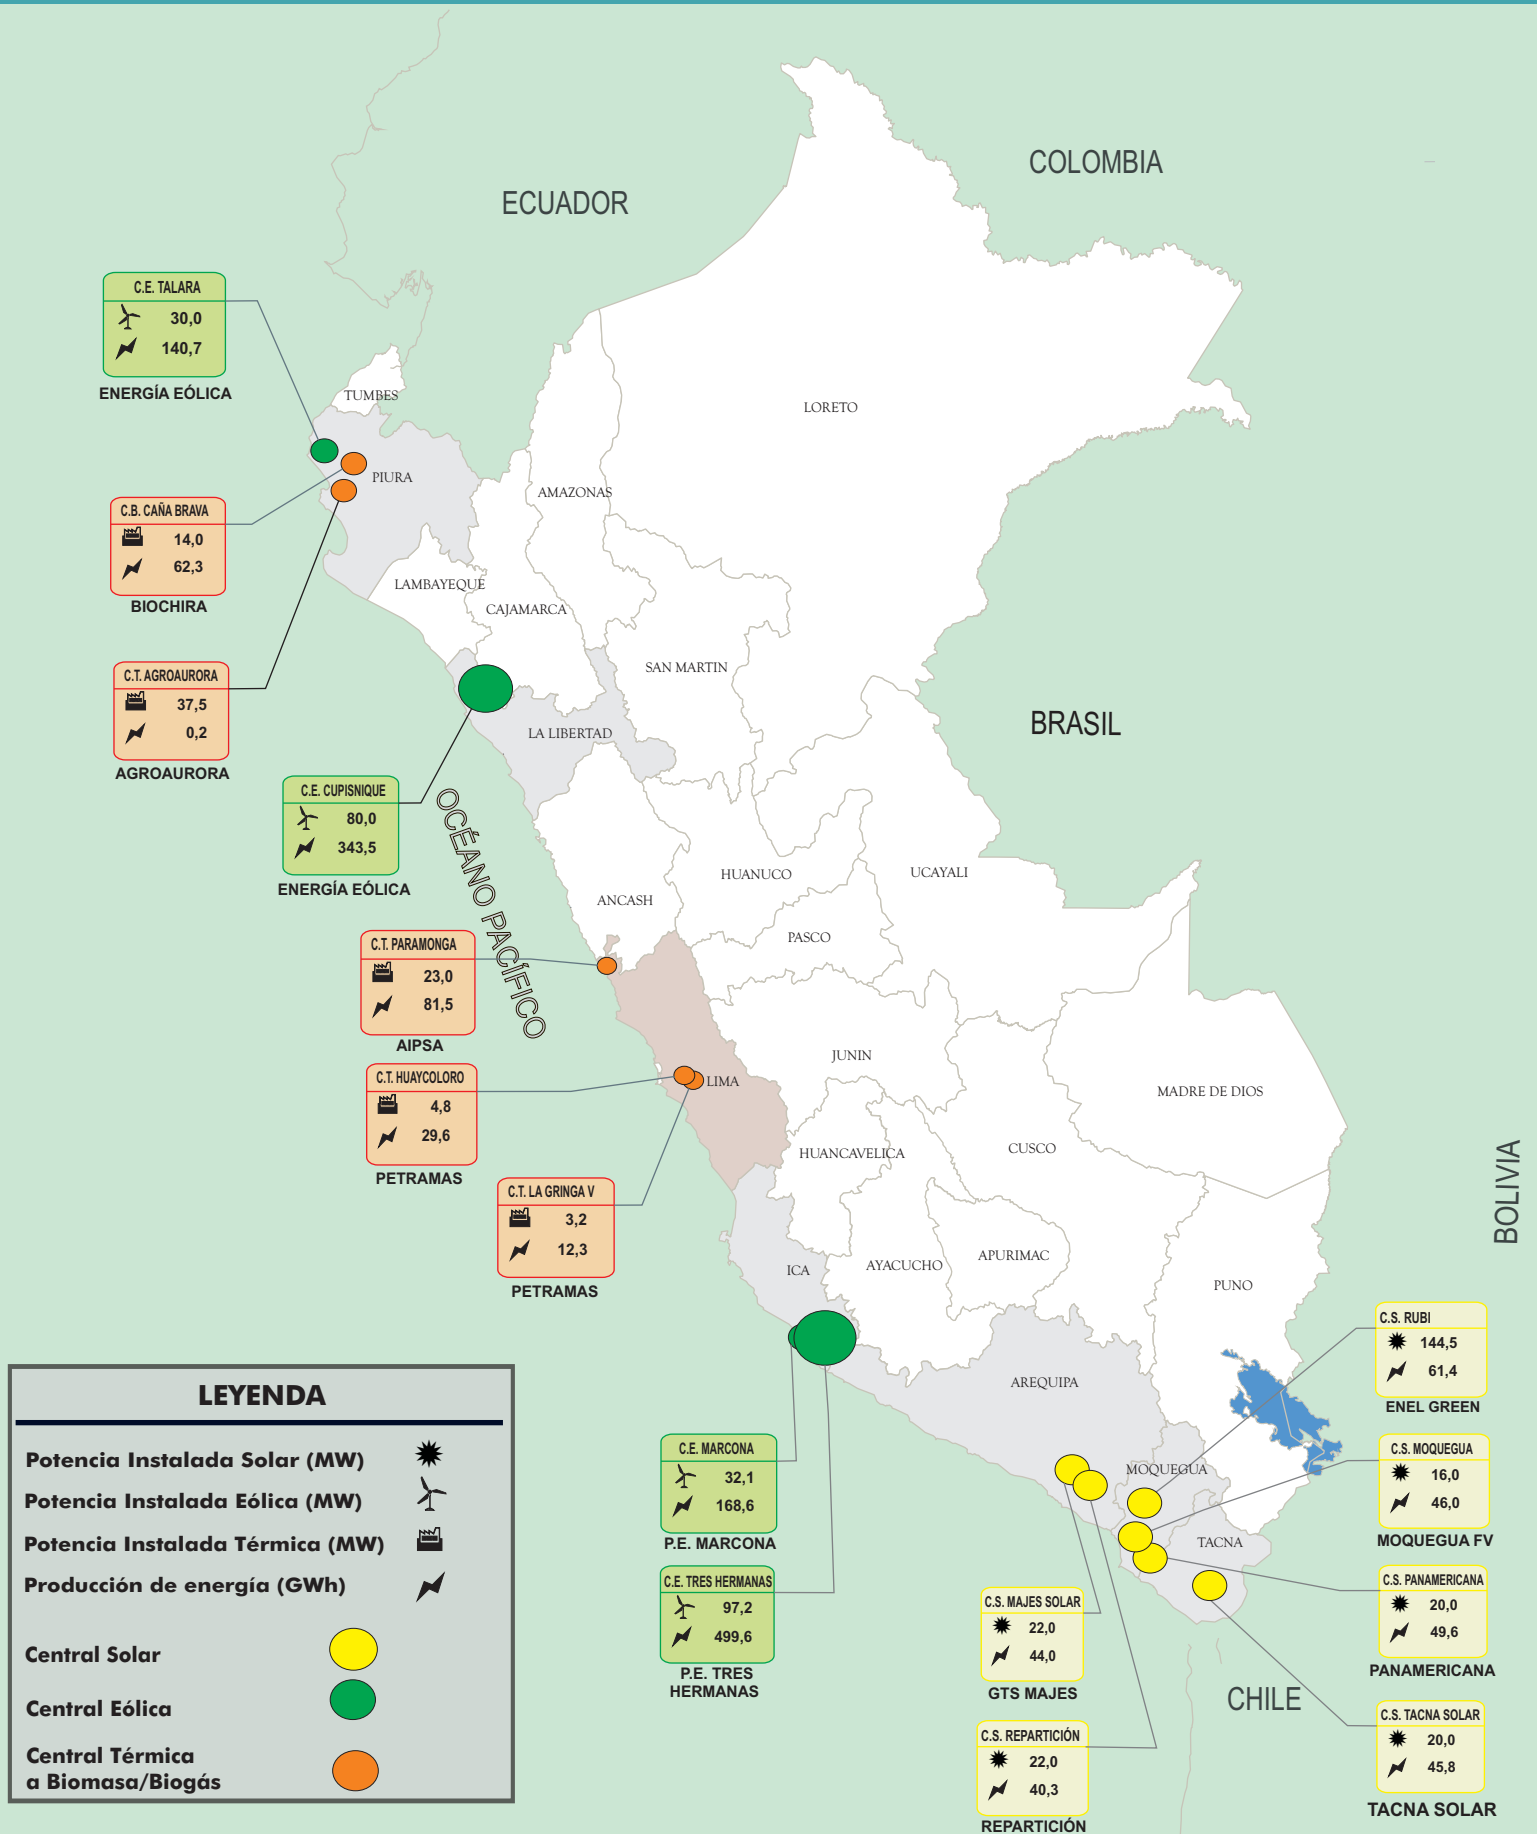 COLOMBIA
ECUADOR
C.E. TALARA
30,0
140,7
ENERGÍA EÓLICA
TUMBES
LORETO
PIURA
AMAZONAS
C.B. CAÑA BRAVA
14,0
62,3
BIOCHIRA
LAMBAYEQUE
CAJAMARCA
SAN MARTIN
C.T. AGROAURORA
37,5
0,2
AGROAURORA
LA LIBERTAD
BRASIL
C.E. CUPISNIQUE
80,0
343,5
ENERGÍA EÓLICA
OCÉANO PACÍFICO
HUANUCO
UCAYALI
ANCASH
PASCO
C.T. PARAMONGA
23,0
81,5
AIPSA
JUNIN
C.T. HUAYCOLORO
4,8
29,6
PETRAMAS
LIMA
MADRE DE DIOS
HUANCAVELICA
CUSCO
BOLIVIA
C.T. LA GRINGA V
3,2
12,3
PETRAMAS
ICA
AYACUCHO
APURIMAC
PUNO
C.S. RUBI
144,5
61,4
ENEL GREEN
AREQUIPA
C.E. MARCONA
32,1
168,6
P.E. MARCONA
MOQUEGUA
C.S. MOQUEGUA
16,0
46,0
MOQUEGUA FV
TACNA
C.E. TRES HERMANAS
97,2
499,6
P.E. TRES
HERMANAS
C.S. MAJES SOLAR
22,0
44,0
GTS MAJES
C.S. PANAMERICANA
20,0
49,6
PANAMERICANA
CHILE
C.S. REPARTICIÓN
22,0
40,3
REPARTICIÓN
C.S. TACNA SOLAR
20,0
45,8
TACNA SOLAR
LEYENDA
Potencia Instalada Solar (MW)
Potencia Instalada Eólica (MW)
Potencia Instalada Térmica (MW)
Producción de energía (GWh)
Central Solar
Central Eólica
Central Térmica
a Biomasa/Biogás